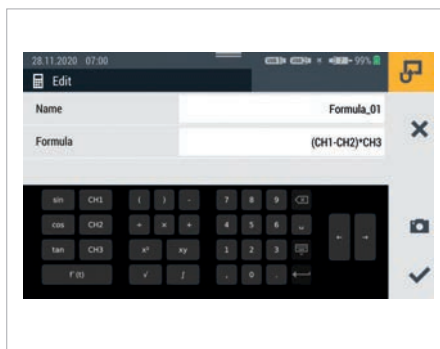 28.11.2020 07:00 99%
Edit
Name Formula_01
Formula (CH1-CH2)*CH3
sin CH1 ( ) - 7 8 9
cos CH2 ÷ × + 4 5 6
tan CH3 x² xy 1 2 3
f'(t) √ ∫ , 0 .